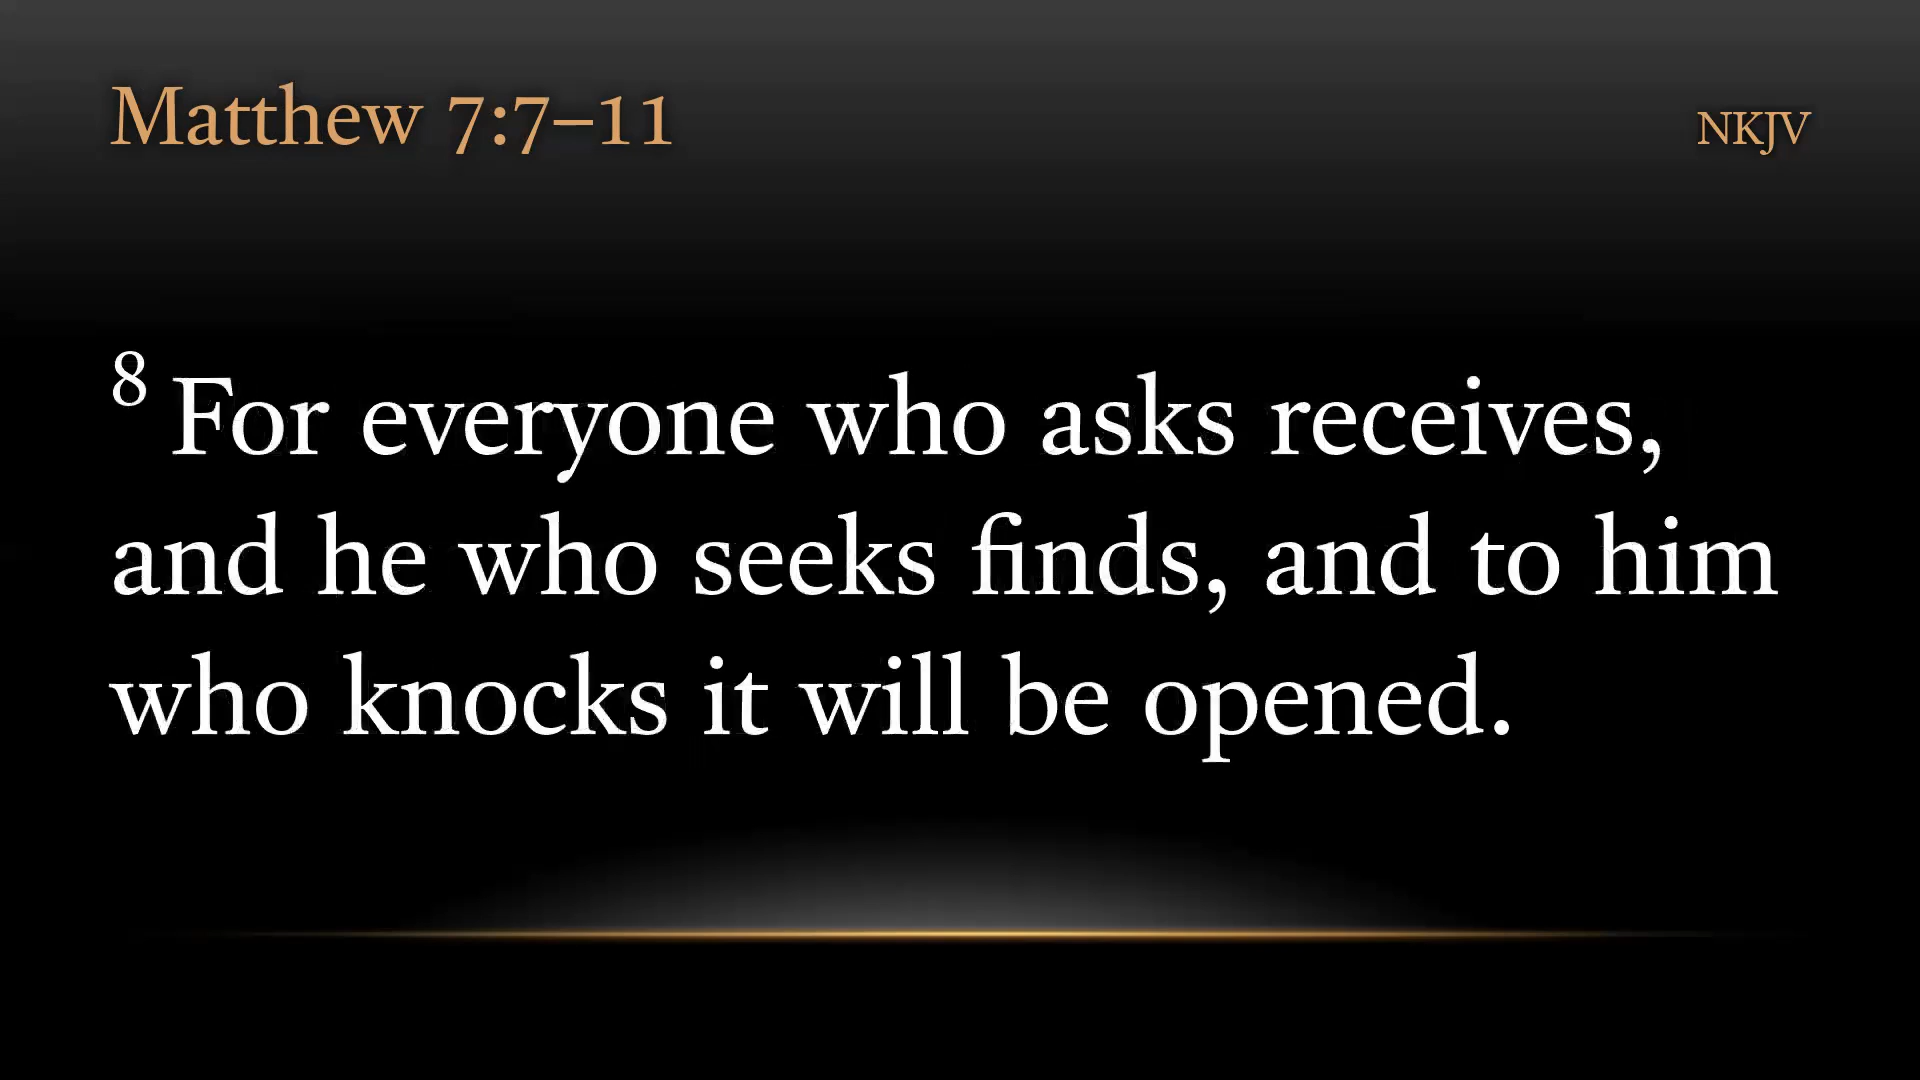 Matthew 7:7–11
NKJV
8 For everyone who asks receives,
and he who seeks finds, and to him
who knocks it will be opened.